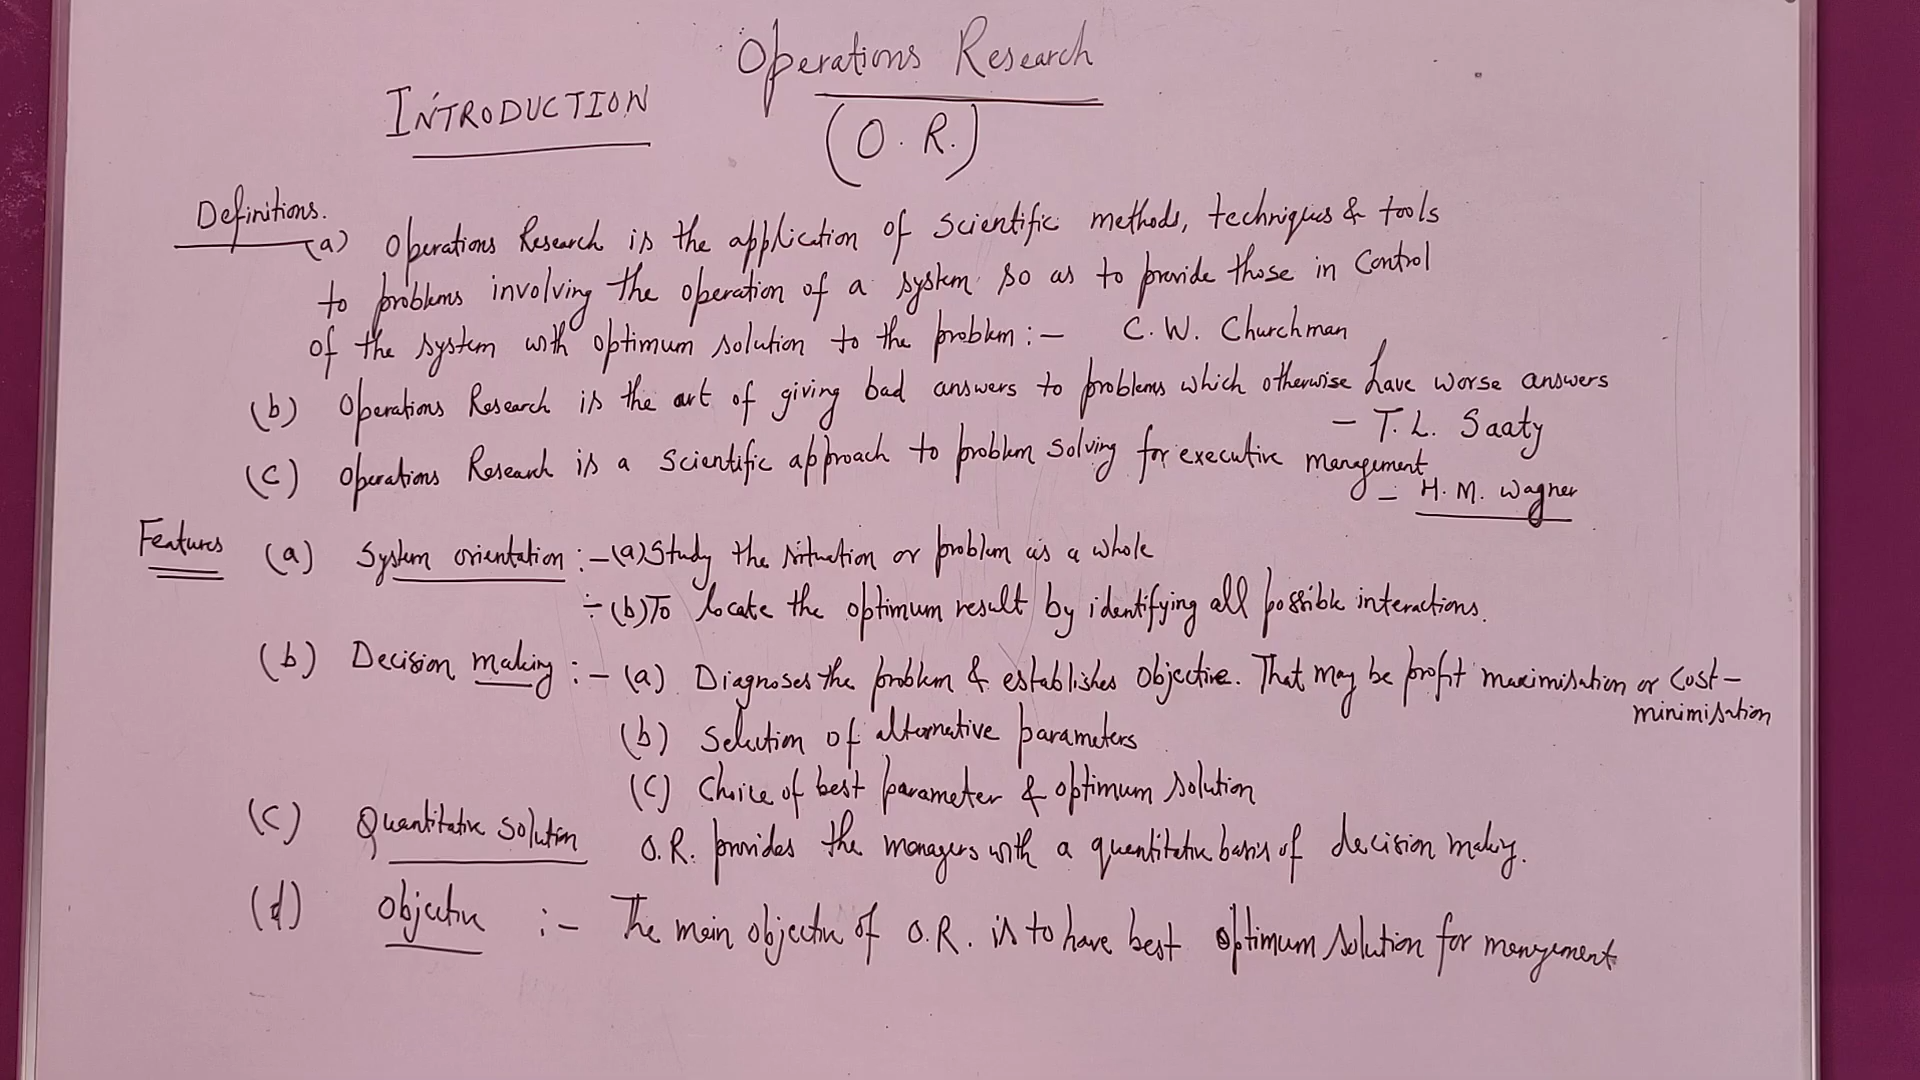 Operations Research
INTRODUCTION
(O.R.)
Definitions.
(a) Operations Research is the application of scientific methods, techniques & tools
to problems involving the operation of a system so as to provide those in control
of the system with optimum solution to the problem :- C. W. Churchman
(b) Operations Research is the art of giving bad answers to problems which otherwise have worse answers
- T. L. Saaty
(c) Operations Research is a scientific approach to problem solving for executive management
- H. M. Wagner
Features (a) System orientation :- (a) Study the situation or problem as a whole
÷ (b) To locate the optimum result by identifying all possible interactions.
(b) Decision making :- (a) Diagnoses the problem & establishes objective. That may be profit maximisation or cost-
minimisation
(b) Selection of alternative parameters
(c) Choice of best parameter & optimum solution
(c) Quantitative solution O.R. provides the managers with a quantitative basis of decision making.
(d) Objective :- The main objective of O.R. is to have best optimum solution for management